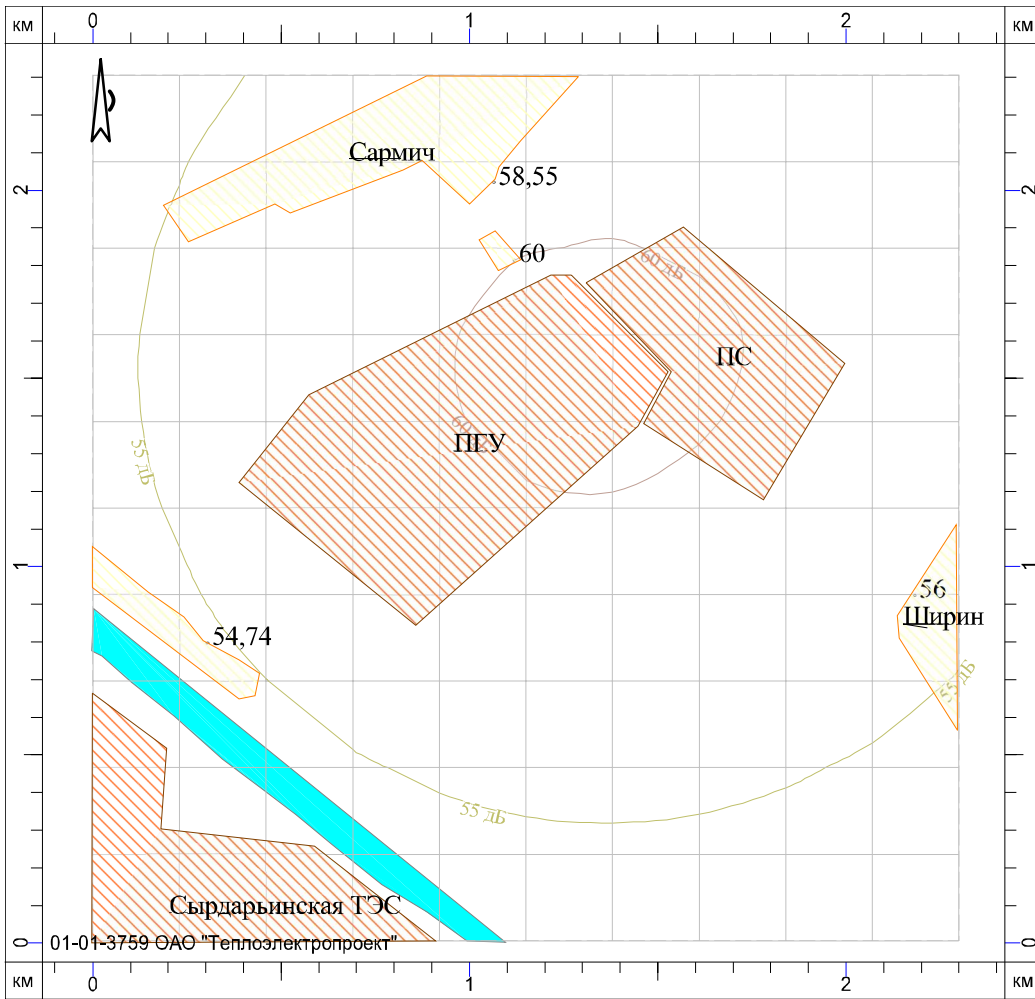 км 0 1 2 км
Сармич
58,55
2 2
60
60 дБ
ПС
60 дБ
ПГУ
55 дБ
1 1
56
Ширин
54,74
55 дБ
55 дБ
Сырдарьинская ТЭС
01-01-3759 ОАО "Теплоэлектропроект"
0 0
км 0 1 2 км